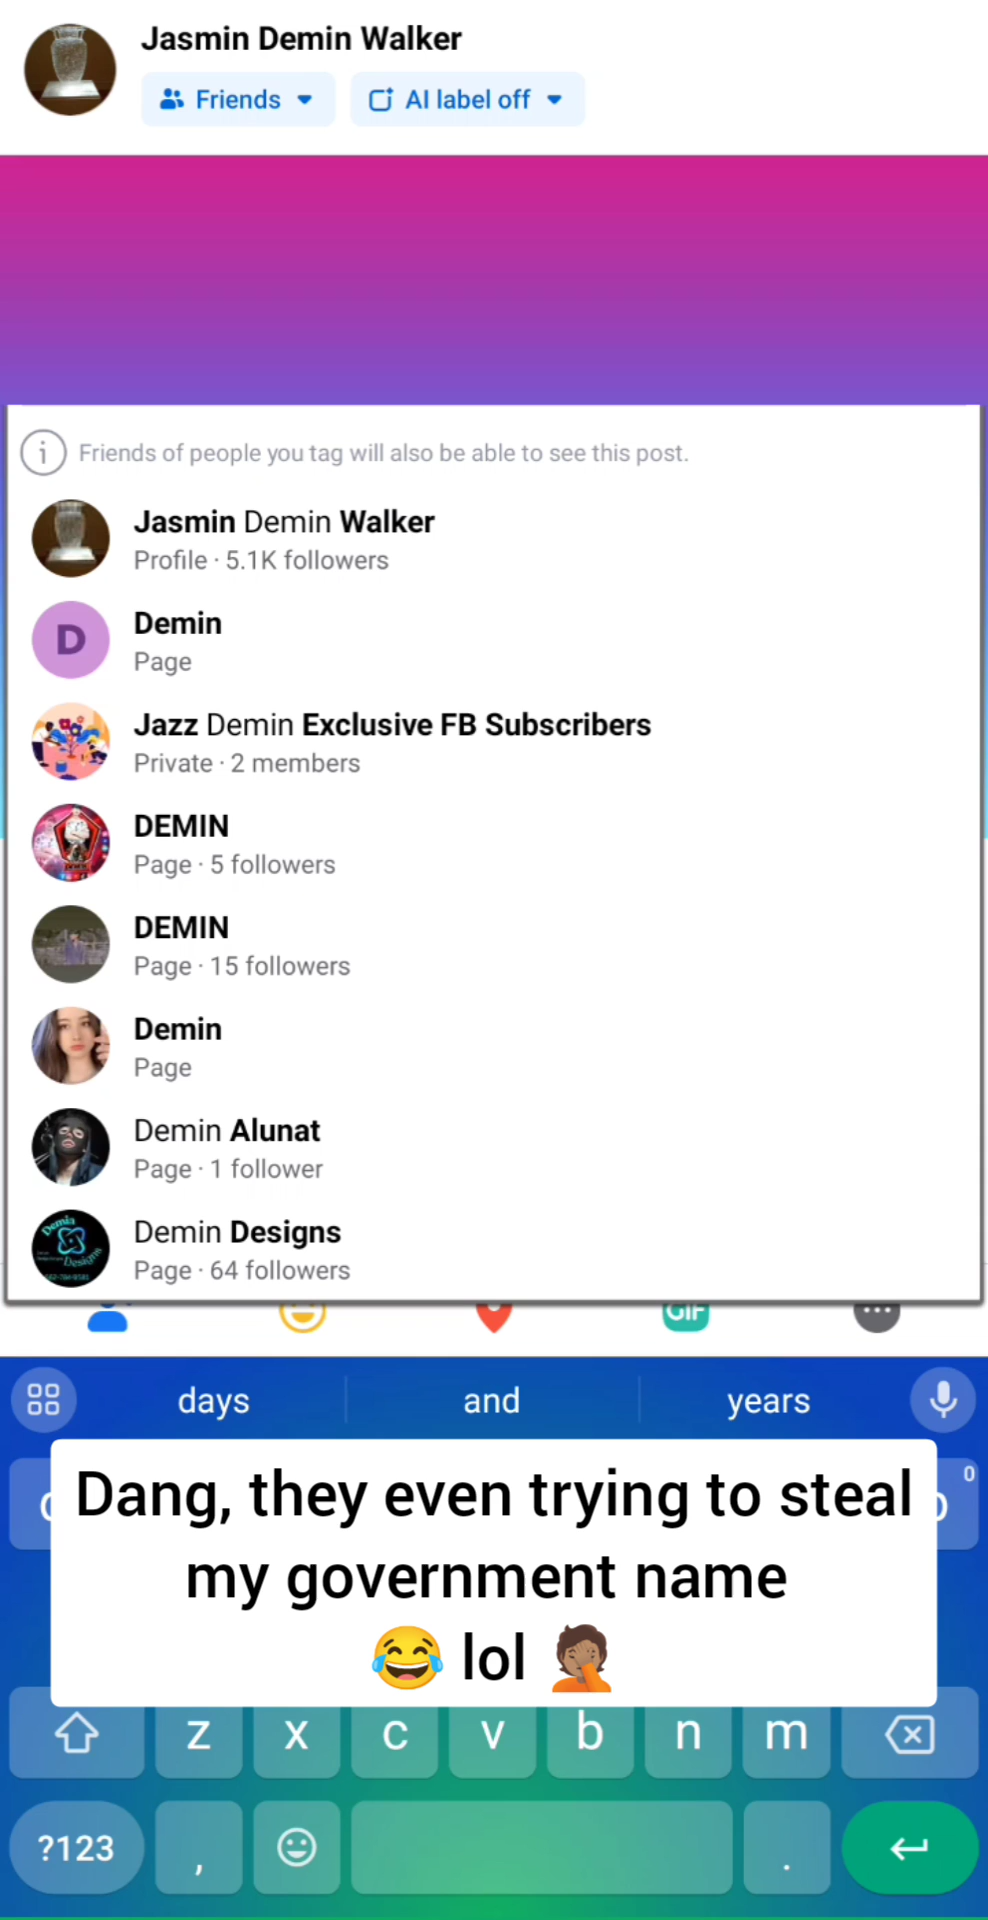 Jasmin Demin Walker
Friends
AI label off
Friends of people you tag will also be able to see this post.
Jasmin Demin Walker
Profile · 5.1K followers
D
Demin
Page
Jazz Demin Exclusive FB Subscribers
Private · 2 members
DEMIN
Page · 5 followers
DEMIN
Page · 15 followers
Demin
Page
Demin Alunat
Page · 1 follower
Demin Designs
Page · 64 followers
GIF
days and years
0
Dang, they even trying to steal
my government name
😂 lol 🤦🏽
z x c v b n m
?123 , .